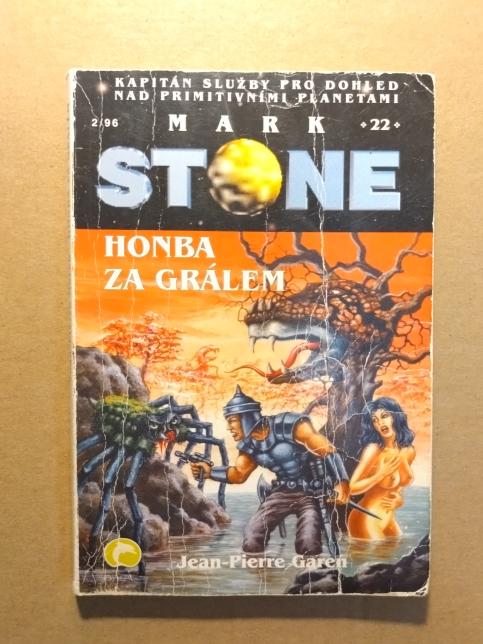 KAPITÁN SLUŽBY PRO DOHLED
NAD PRIMITIVNÍMI PLANETAMI
2/96 MARK 22
STONE
HONBA
ZA GRÁLEM
Jean-Pierre Garen